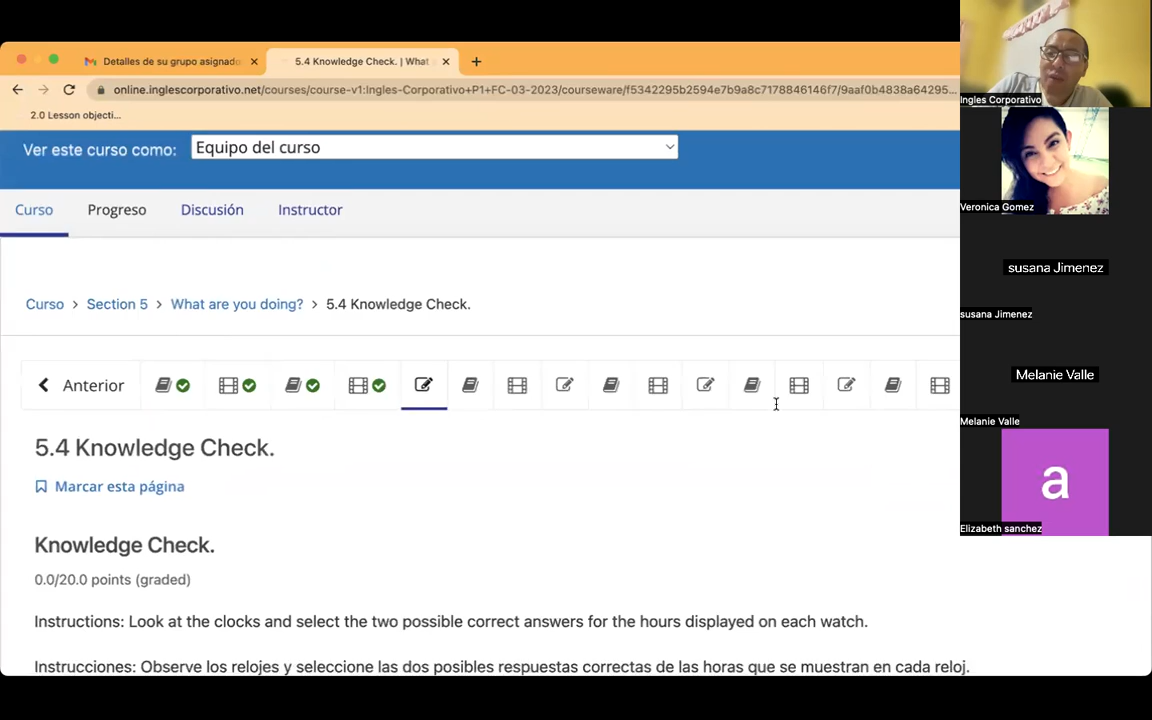 Detalles de su grupo asignado
5.4 Knowledge Check. | What
online.inglescorporativo.net/courses/course-v1:Ingles-Corporativo+P1+FC-03-2023/courseware/f5342295b2594e7b9a8c7178846146f7/9aaf0b4838a64295...
2.0 Lesson objecti...
Ver este curso como:
Equipo del curso
Curso
Progreso
Discusión
Instructor
Curso > Section 5 > What are you doing? > 5.4 Knowledge Check.
Anterior
5.4 Knowledge Check.
Marcar esta página
Knowledge Check.
0.0/20.0 points (graded)
Instructions: Look at the clocks and select the two possible correct answers for the hours displayed on each watch.
Instrucciones: Observe los relojes y seleccione las dos posibles respuestas correctas de las horas que se muestran en cada reloj.
Ingles Corporativo
Veronica Gomez
susana Jimenez
susana Jimenez
Melanie Valle
Melanie Valle
a
Elizabeth sanchez